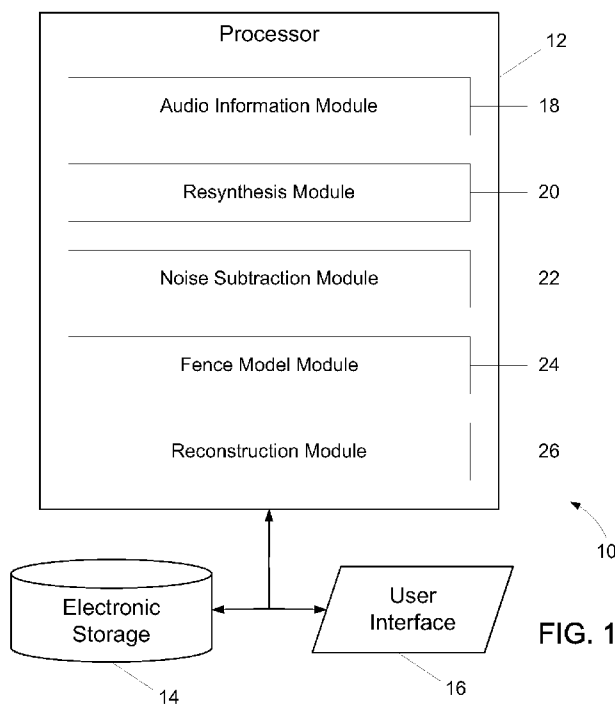 Processor
12
Audio Information Module
18
Resynthesis Module
20
Noise Subtraction Module
22
Fence Model Module
24
Reconstruction Module
26
10
Electronic
Storage
User
Interface
FIG. 1
14
16